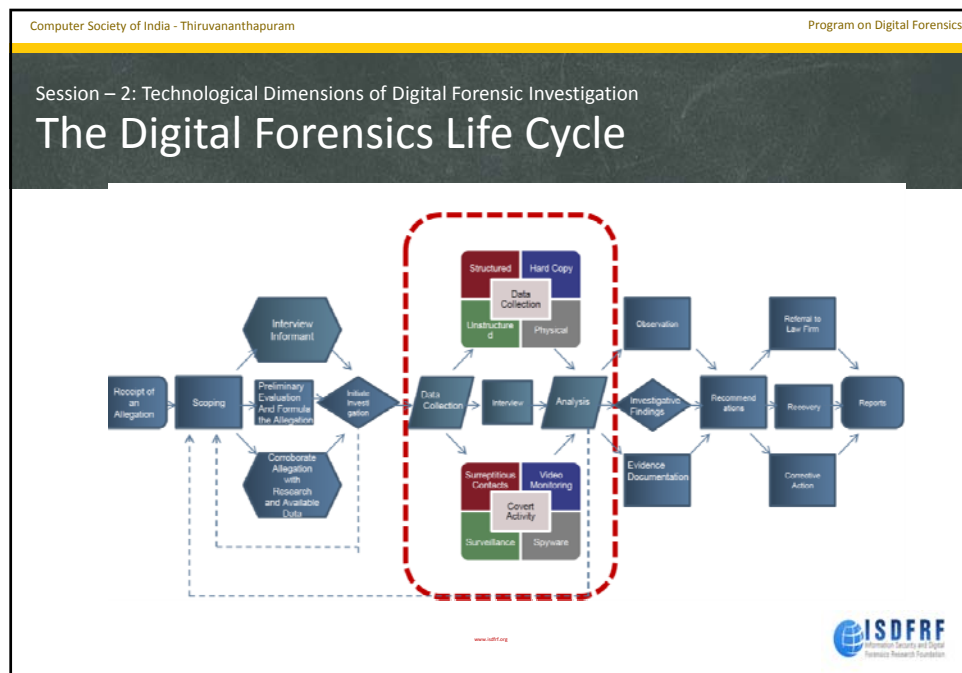 Computer Society of India - Thiruvananthapuram
Program on Digital Forensics
Session – 2: Technological Dimensions of Digital Forensic Investigation
The Digital Forensics Life Cycle
Receipt of
an
Allegation
Scoping
Interview
Informant
Preliminary
Evaluation
And Formule
the Allegation
Corroborate
Allegation
with
Research
and Available
Data
Initiate
Investi
gation
Data
Collection
Structured
Hard Copy
Data
Collection
Unstructure
d
Physical
Interview
Surreptitious
Contacts
Video
Monitoring
Covert
Activity
Surveillance
Spyware
Analysis
Observation
Investigative
Findings
Evidence
Documentation
Recommend
ations
Referral to
Law Firm
Recovery
Corrective
Action
Reports
www.isdfrf.org
ISDFRF
Information Security and Digital
Forensics Research Foundation